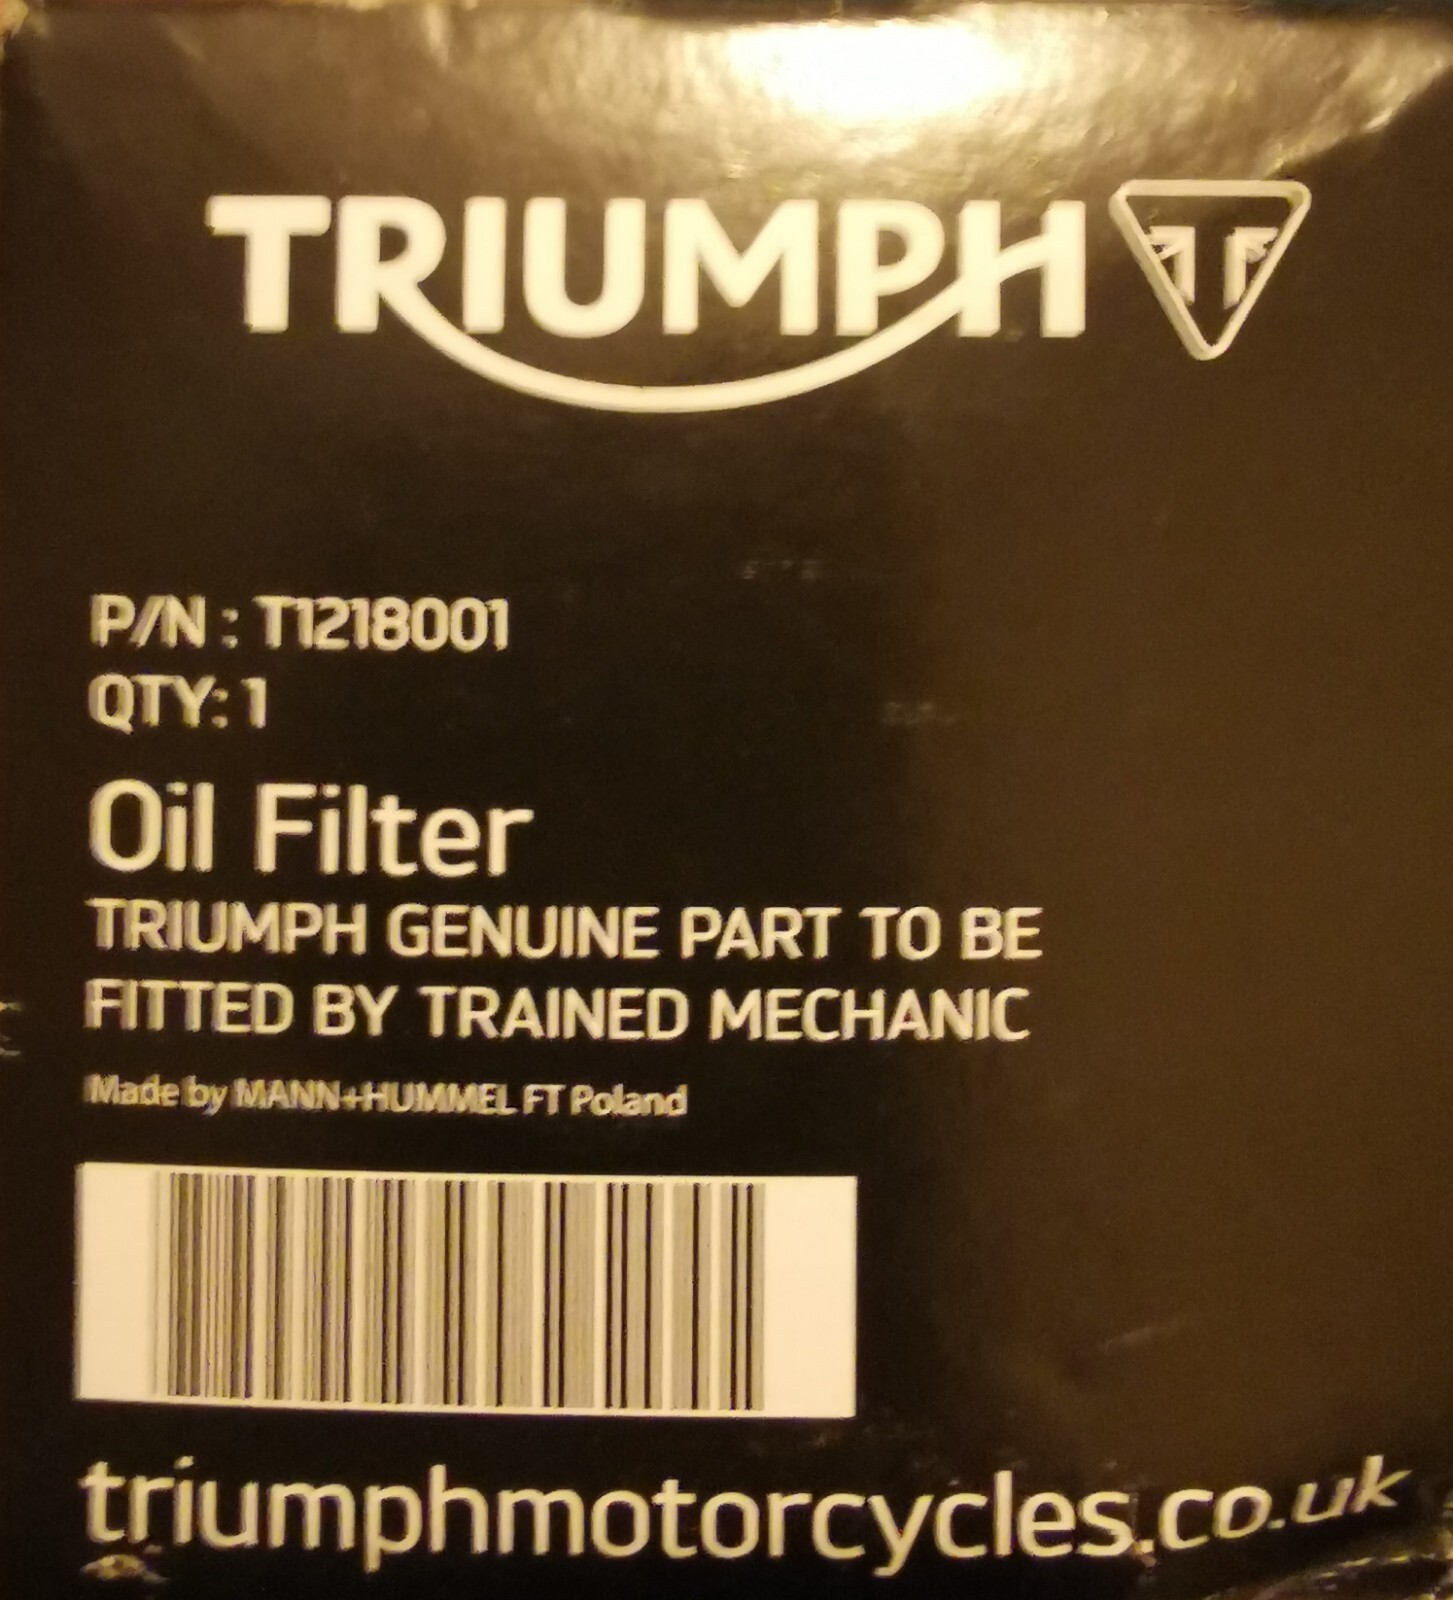 TRIUMPH
P/N : T1218001
QTY: 1
Oil Filter
TRIUMPH GENUINE PART TO BE
FITTED BY TRAINED MECHANIC
Made by MANN+HUMMEL FT Poland
triumphmotorcycles.co.uk